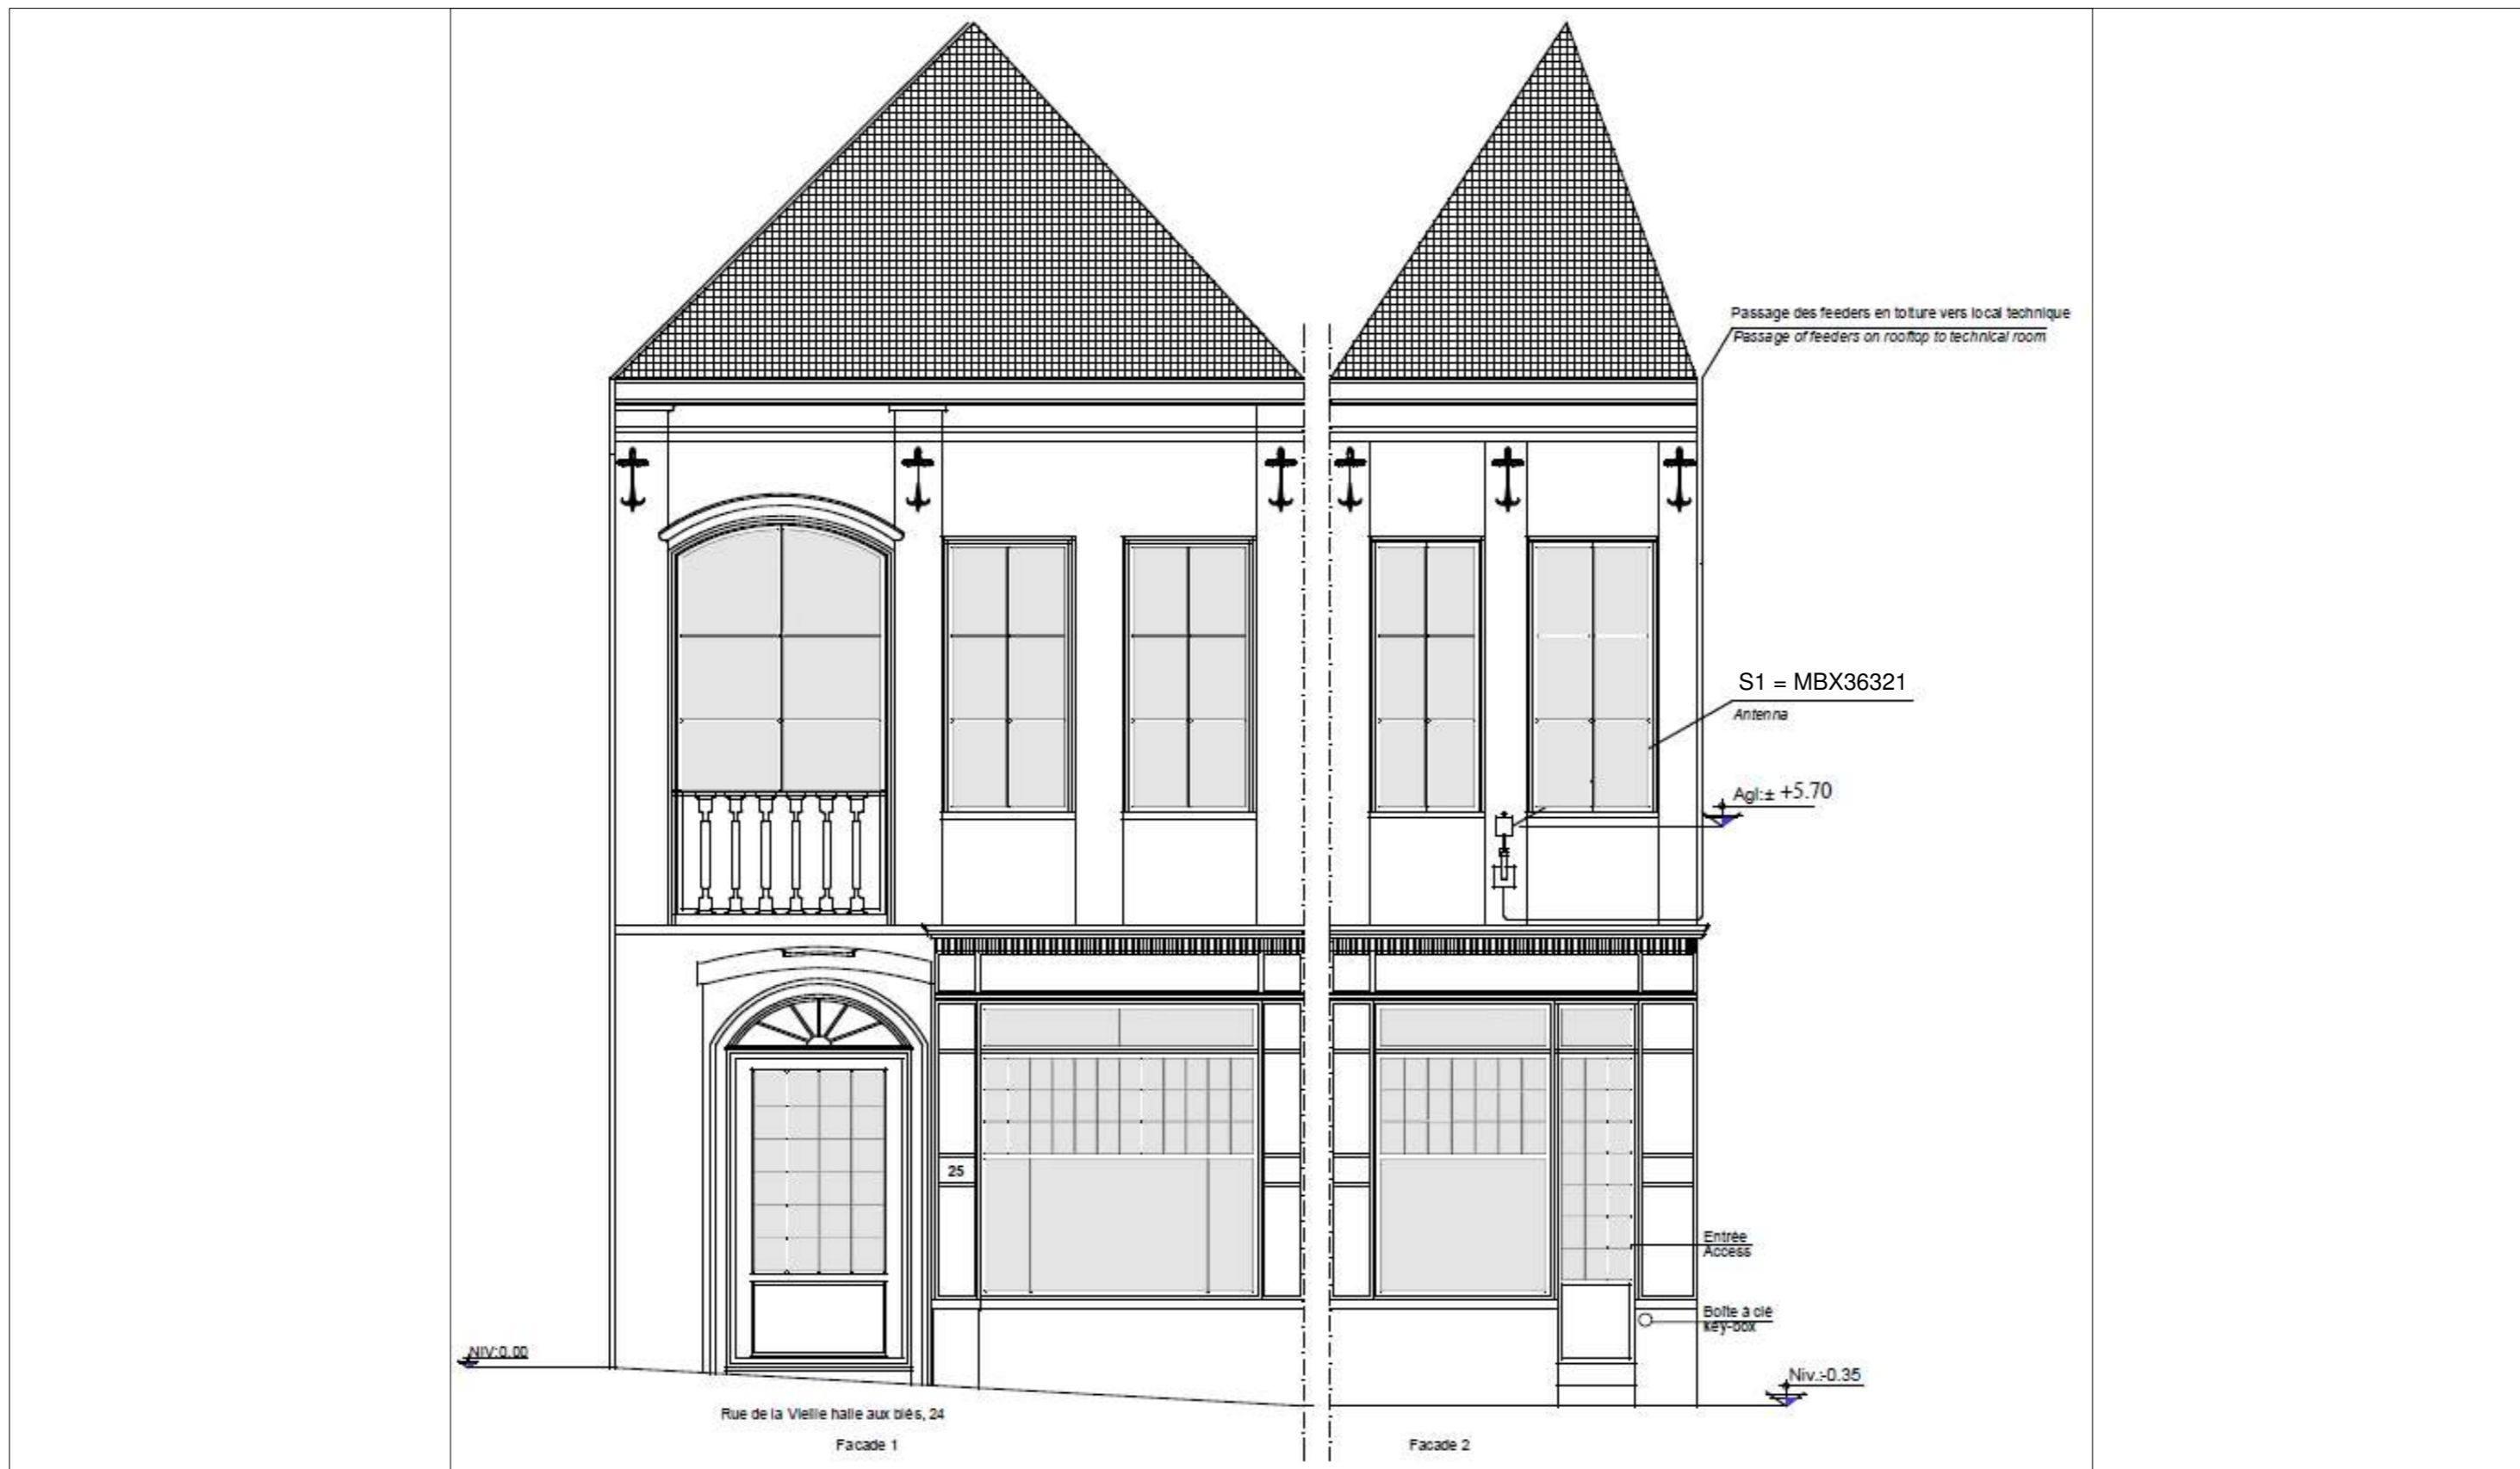 Passage des feeders en toiture vers local technique
Passage of feeders on rooftop to technical room
S1 = MBX36321
Antenna
Agl:± +5.70
25
Entrée
Access
Boîte à clé
key-box
NIV:0.00
Niv.:-0.35
Rue de la Vieille halle aux blés, 24
Facade 1
Facade 2